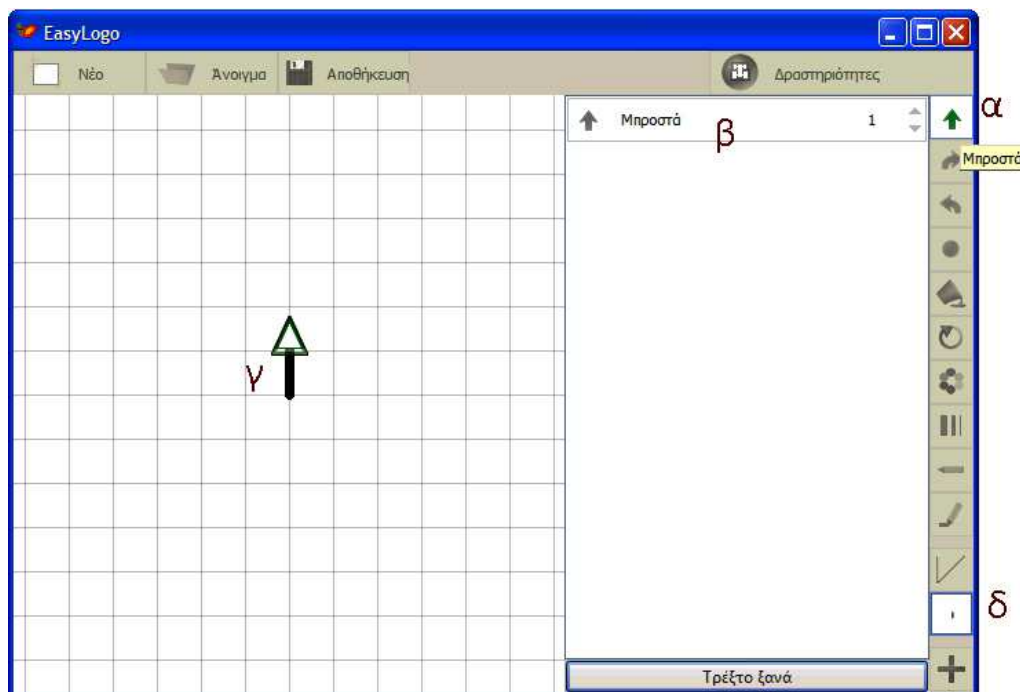 EasyLogo
Νέο Άνοιγμα Αποθήκευση Δραστηριότητες
α
Μπροστά 1
β
Μπροστά
γ
δ
Τρέξτο ξανά